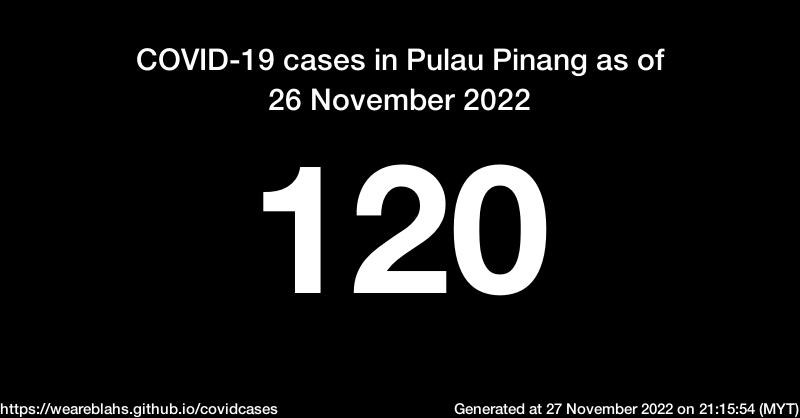 COVID-19 cases in Pulau Pinang as of
26 November 2022
120
https://weareblahs.github.io/covidcases
Generated at 27 November 2022 on 21:15:54 (MYT)